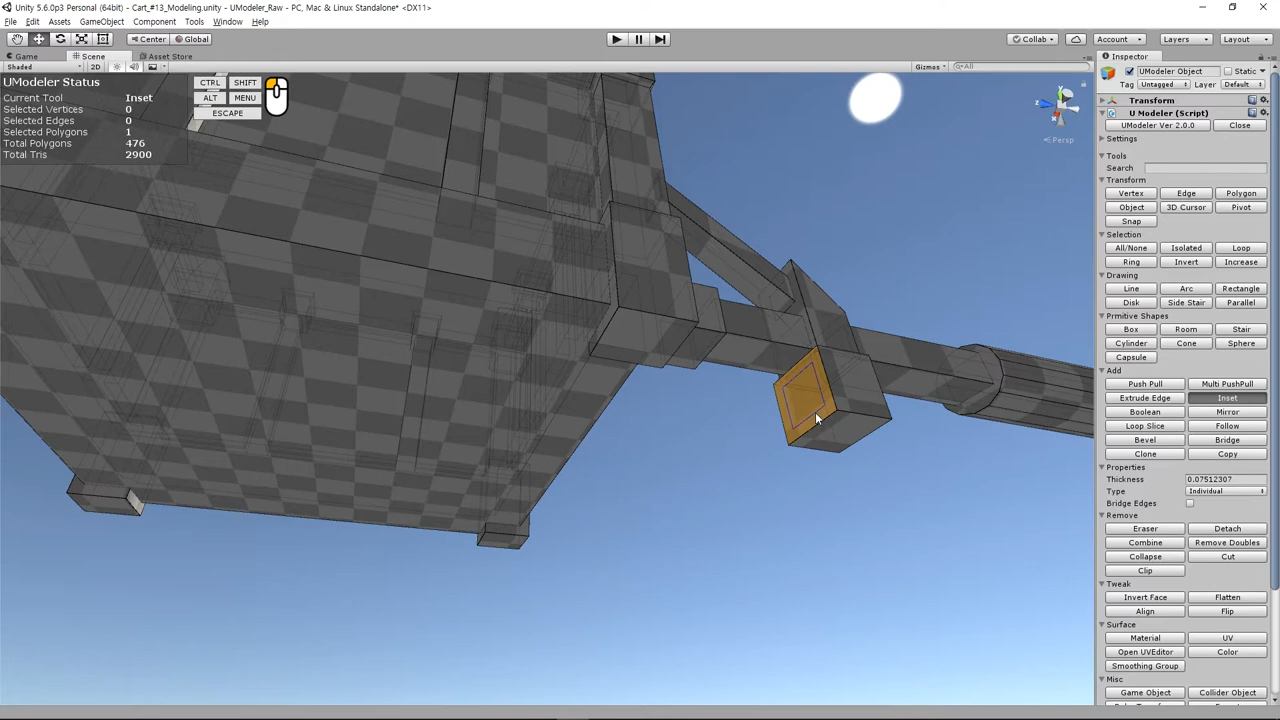 Unity 5.6.0p3 Personal (64bit) - Cart_#13_Modeling.unity - UModeler_Raw - PC, Mac & Linux Standalone* <DX11>
File Edit Assets GameObject Component Tools Window Help
Center Global Collab Account Layers Layout
Game Scene Asset Store Inspector
Shaded 2D Gizmos All
UModeler Status
CTRL SHIFT
ALT MENU
ESCAPE
Current Tool Inset
Selected Vertices 0
Selected Edges 0
Selected Polygons 1
Total Polygons 476
Total Tris 2900
y
z
x
Persp
UModeler Object Static
Tag Untagged Layer Default
Transform
U Modeler (Script)
UModeler Ver 2.0.0 Close
Settings
Tools
Search
Transform
Vertex Edge Polygon
Object 3D Cursor Pivot
Snap
Selection
All/None Isolated Loop
Ring Invert Increase
Drawing
Line Arc Rectangle
Disk Side Stair Parallel
Prmitive Shapes
Box Room Stair
Cylinder Cone Sphere
Capsule
Add
Push Pull Multi PushPull
Extrude Edge Inset
Boolean Mirror
Loop Slice Follow
Bevel Bridge
Clone Copy
Properties
Thickness 0.07512307
Type Individual
Bridge Edges
Remove
Eraser Detach
Combine Remove Doubles
Collapse Cut
Clip
Tweak
Invert Face Flatten
Align Flip
Surface
Material UV
Open UVEditor Color
Smoothing Group
Misc
Game Object Collider Object